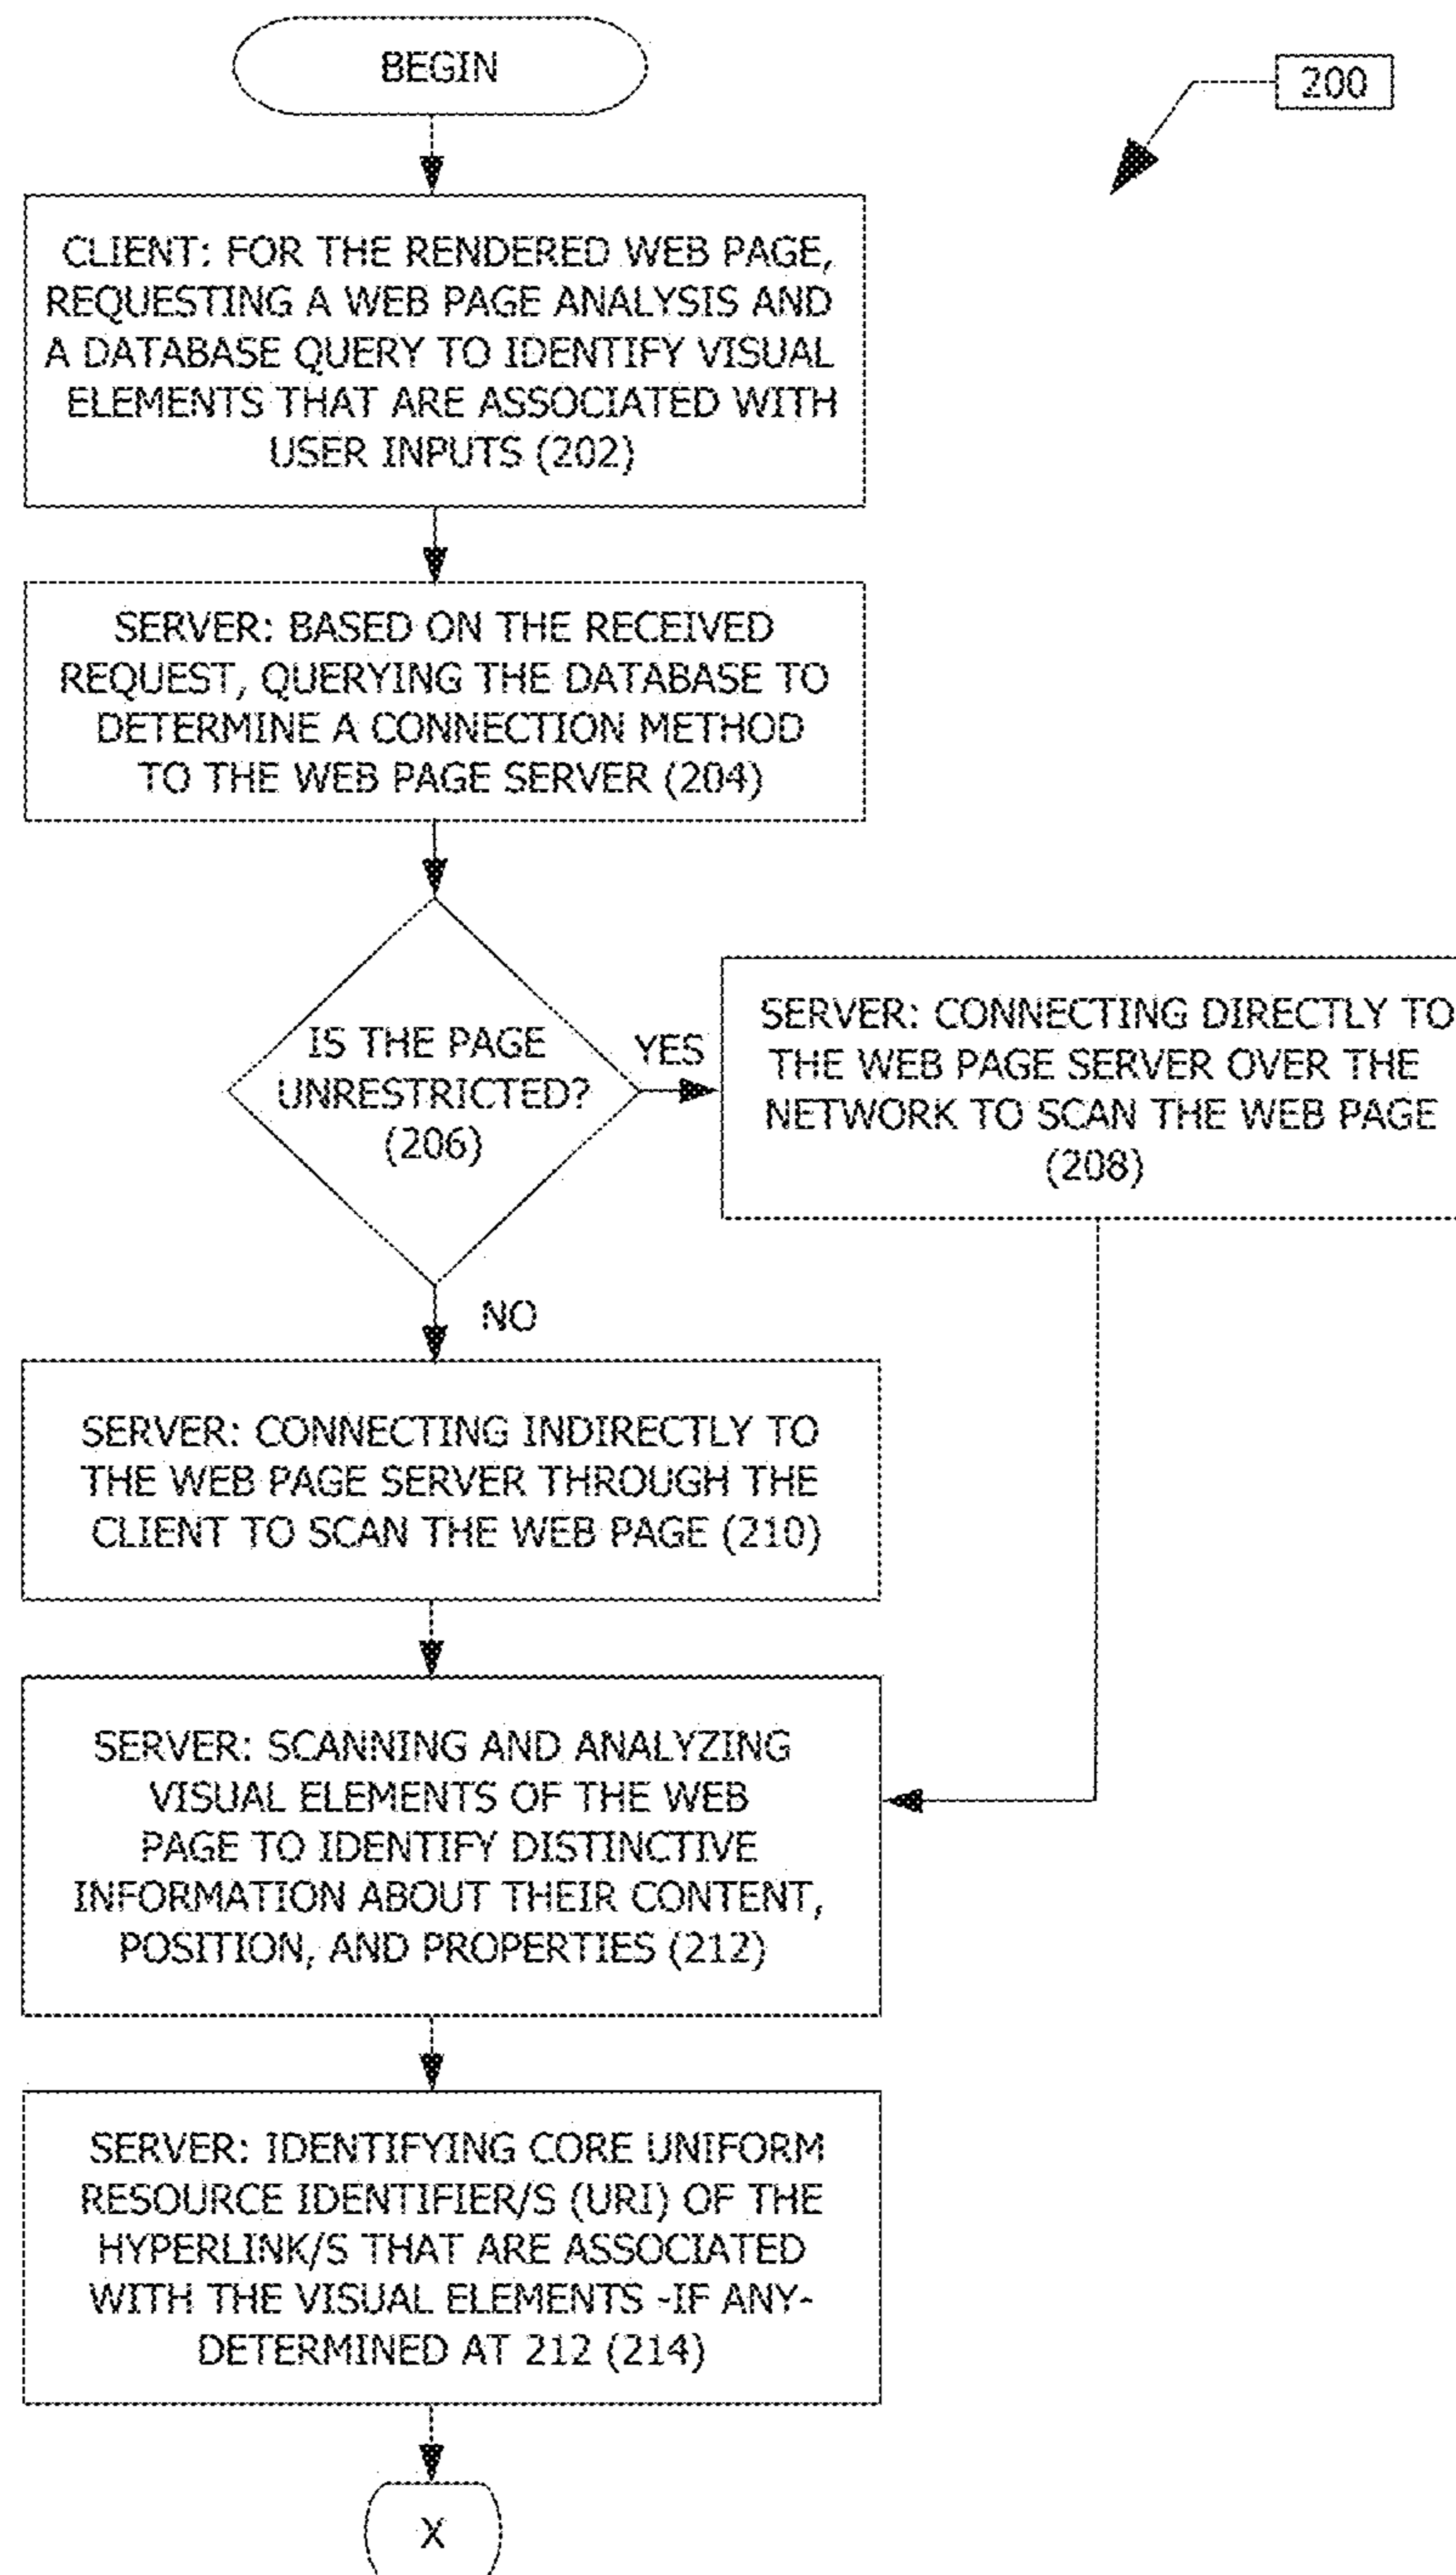 BEGIN
200
CLIENT: FOR THE RENDERED WEB PAGE,
REQUESTING A WEB PAGE ANALYSIS AND
A DATABASE QUERY TO IDENTIFY VISUAL
ELEMENTS THAT ARE ASSOCIATED WITH
USER INPUTS (202)
SERVER: BASED ON THE RECEIVED
REQUEST, QUERYING THE DATABASE TO
DETERMINE A CONNECTION METHOD
TO THE WEB PAGE SERVER (204)
IS THE PAGE
UNRESTRICTED?
(206)
YES
SERVER: CONNECTING DIRECTLY TO
THE WEB PAGE SERVER OVER THE
NETWORK TO SCAN THE WEB PAGE
(208)
NO
SERVER: CONNECTING INDIRECTLY TO
THE WEB PAGE SERVER THROUGH THE
CLIENT TO SCAN THE WEB PAGE (210)
SERVER: SCANNING AND ANALYZING
VISUAL ELEMENTS OF THE WEB
PAGE TO IDENTIFY DISTINCTIVE
INFORMATION ABOUT THEIR CONTENT,
POSITION, AND PROPERTIES (212)
SERVER: IDENTIFYING CORE UNIFORM
RESOURCE IDENTIFIER/S (URI) OF THE
HYPERLINK/S THAT ARE ASSOCIATED
WITH THE VISUAL ELEMENTS -IF ANY-
DETERMINED AT 212 (214)
X